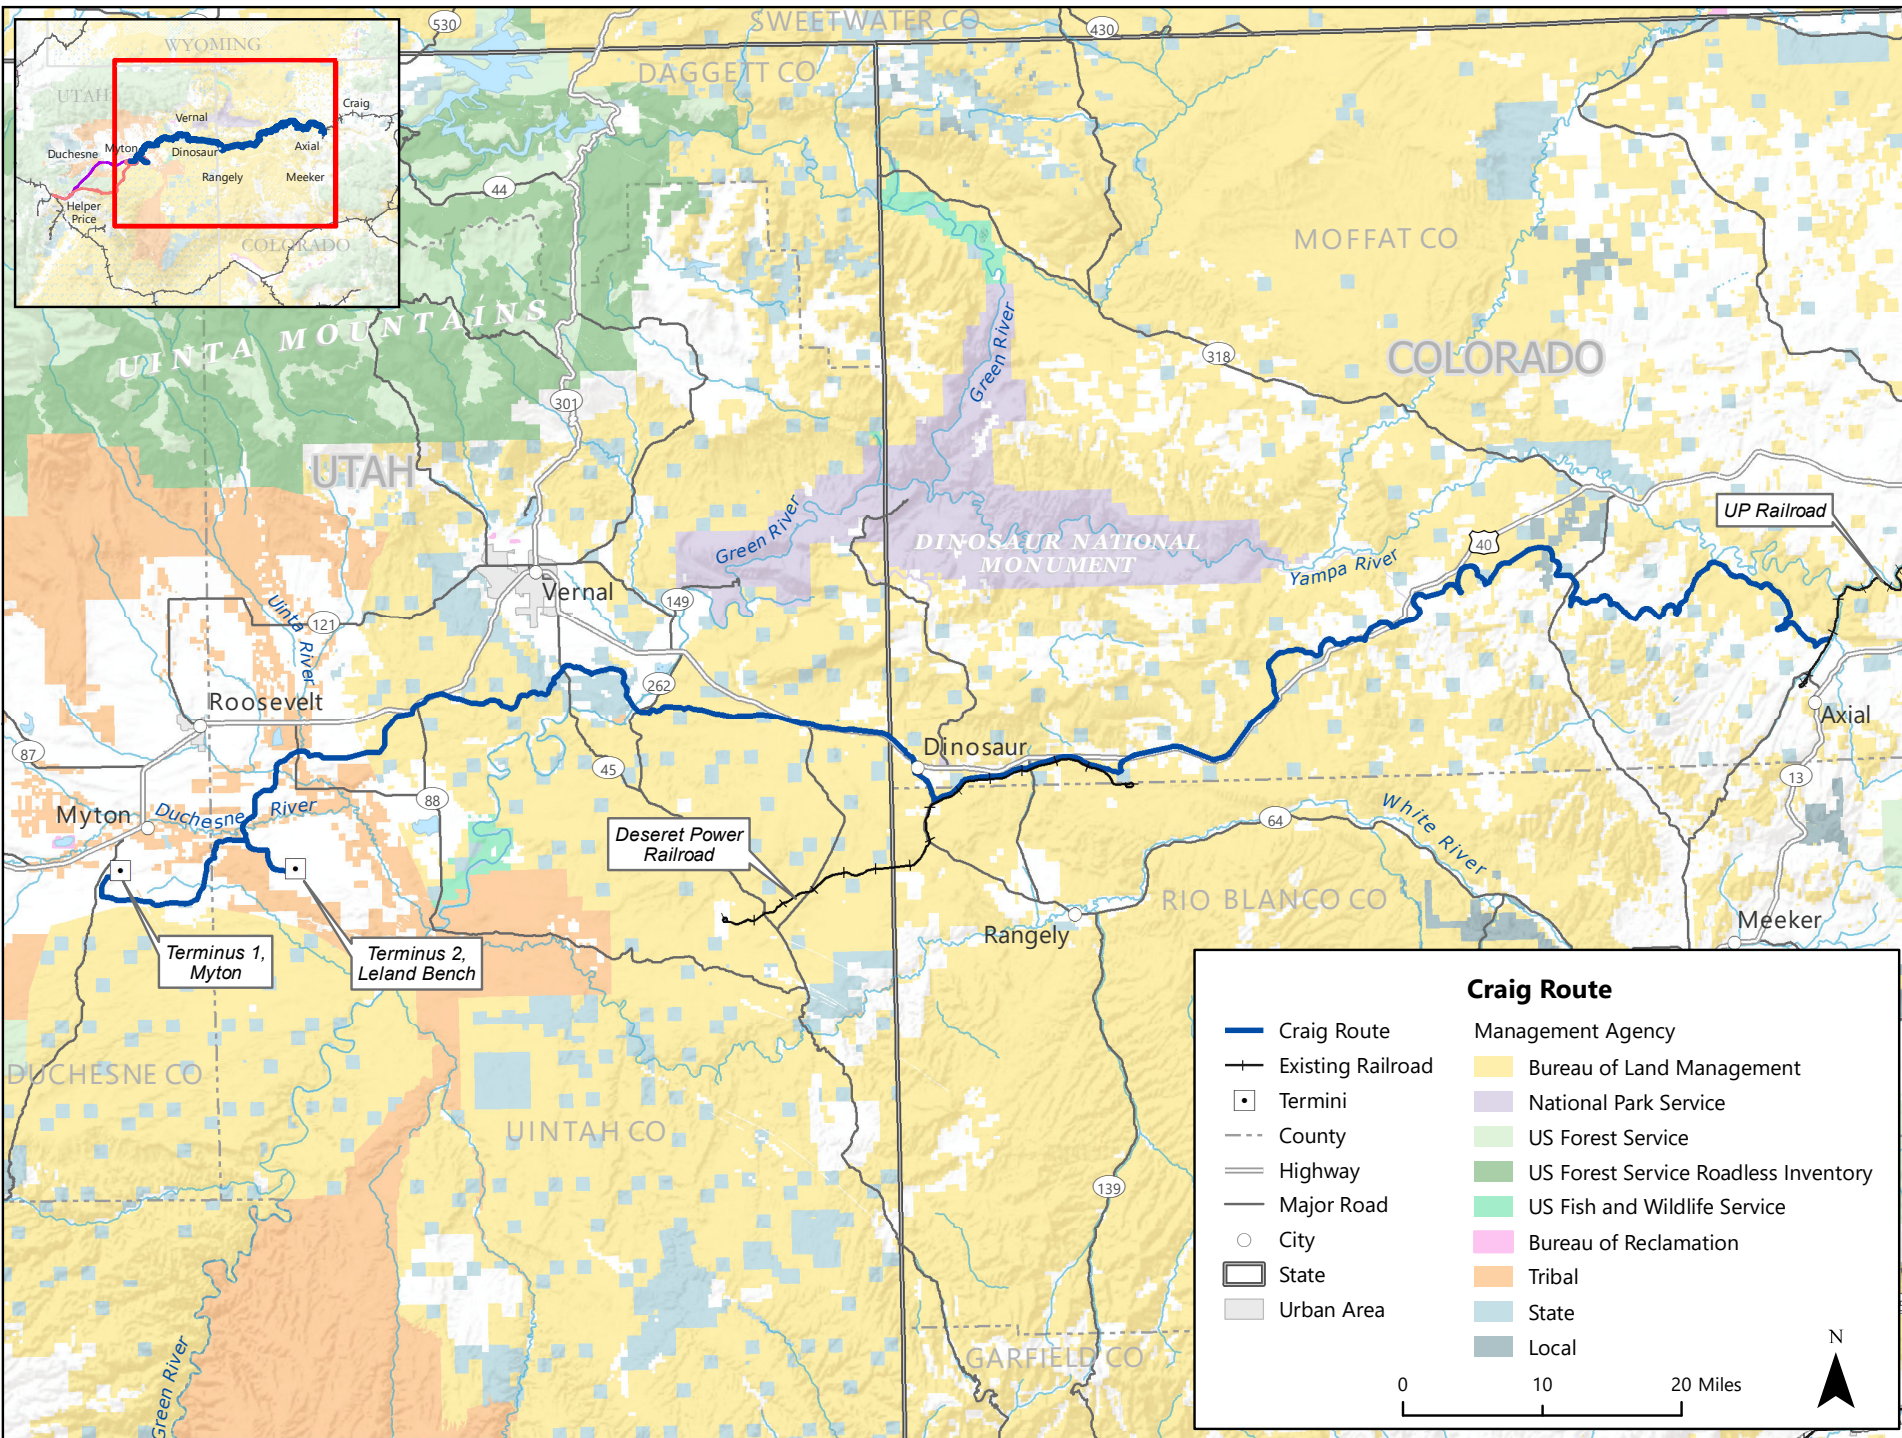 SWEETWATER CO
530
430
DAGGETT CO
WYOMING
UTAH
Craig
Vernal
Duchesne
Myton
Dinosaur
Axial
Rangely
Meeker
Helper
Price
COLORADO
44
MOFFAT CO
UINTA MOUNTAINS
Green River
318
COLORADO
301
UTAH
UP Railroad
Green River
DINOSAUR NATIONAL
MONUMENT
40
Yampa River
Vernal
149
Uinta River
121
262
Roosevelt
Axial
87
Dinosaur
45
13
88
Myton
Duchesne River
White River
64
Deseret Power
Railroad
RIO BLANCO CO
Rangely
Meeker
Terminus 1,
Myton
Terminus 2,
Leland Bench
DUCHESNE CO
UINTAH CO
139
GARFIELD CO
Green River
Craig Route
Craig Route
Existing Railroad
Termini
County
Highway
Major Road
City
State
Urban Area
Management Agency
Bureau of Land Management
National Park Service
US Forest Service
US Forest Service Roadless Inventory
US Fish and Wildlife Service
Bureau of Reclamation
Tribal
State
Local
N
0 10 20 Miles